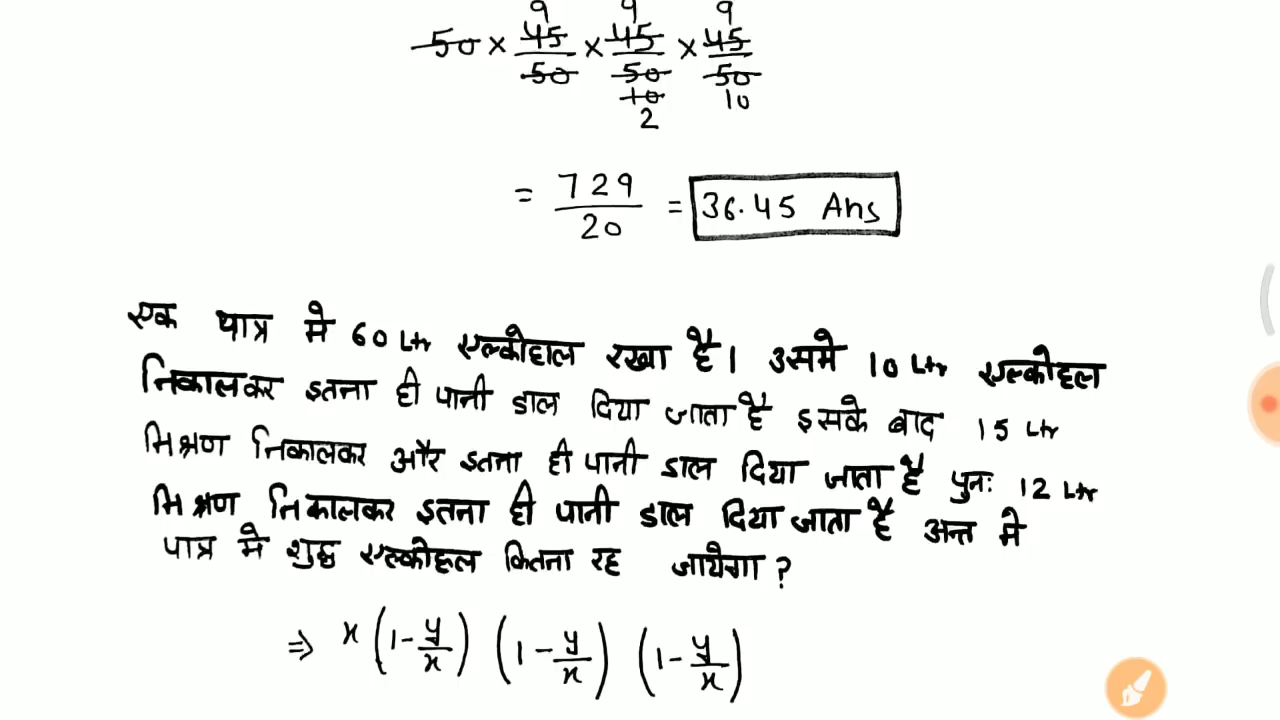 9 9 9
50 × 45/50 × 45/50 × 45/50
10 10
2
= 729/20 = 36.45 Ans
एक पात्र मे 60 Ltr एल्कोहाल रखा है। उसमे 10 Ltr एल्कोहल
निकालकर इतना ही पानी डाल दिया जाता है इसके बाद 15 Ltr
मिश्रण निकालकर और इतना ही पानी डाल दिया जाता है पुनः 12 Ltr
मिश्रण निकालकर इतना ही पानी डाल दिया जाता है अन्त मे
पात्र मे शुद्ध एल्कोहल कितना रह जायेगा ?
⇒ x (1 - y/x) (1 - y/x) (1 - y/x)